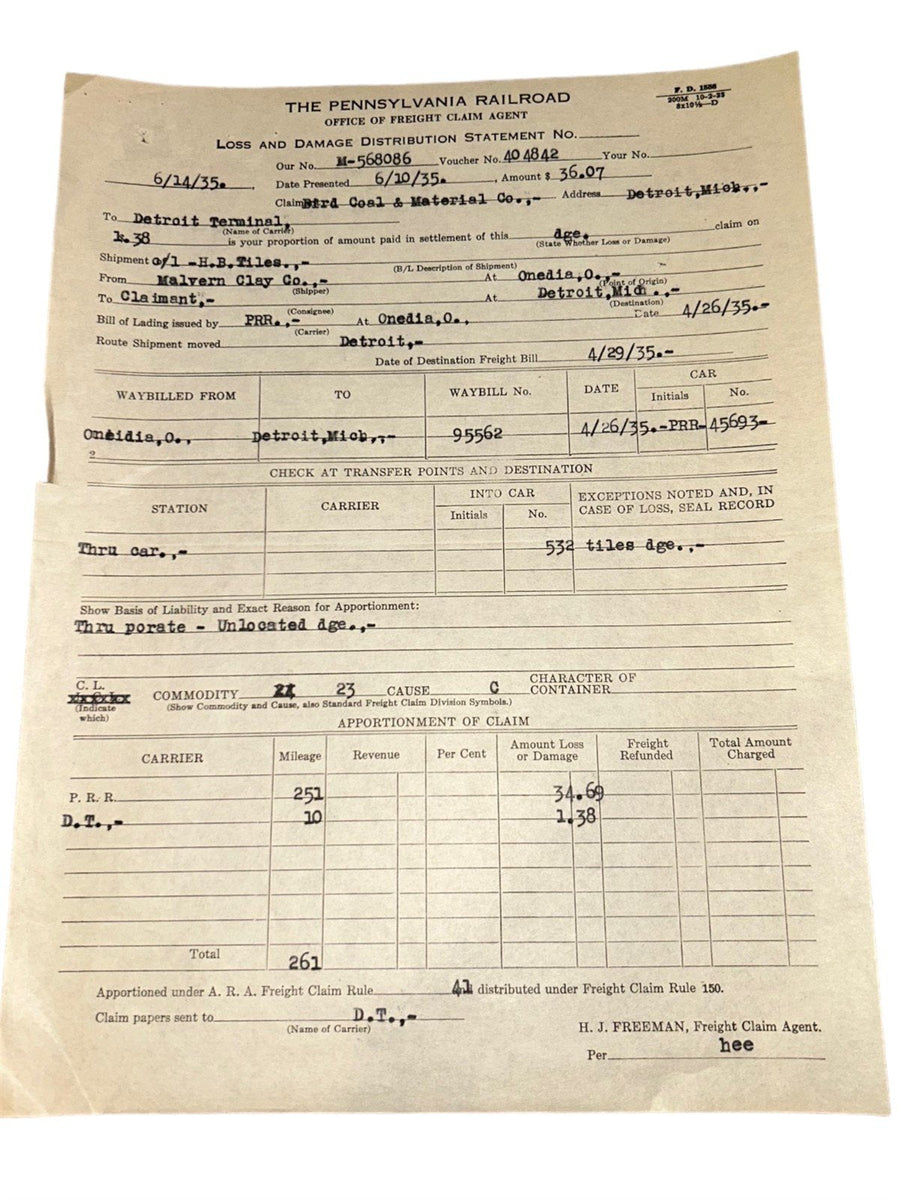 F. D. 1556
200M 10-2-33
8x10½—D
THE PENNSYLVANIA RAILROAD
OFFICE OF FREIGHT CLAIM AGENT
LOSS AND DAMAGE DISTRIBUTION STATEMENT NO.
Our No. M-568086 Voucher No. 404842 Your No.
6/14/35. , Date Presented 6/10/35. , Amount $ 36.07
Claim Bird Coal & Material Co.,- Address Detroit,Mich.,-
To Detroit Terminal,
(Name of Carrier)
1.38 is your proportion of amount paid in settlement of this dge. claim on
(State Whether Loss or Damage)
Shipment c/l -H.B.Tiles.,-
(B/L Description of Shipment)
From Malvern Clay Co.,- At Onedia,O.,-
(Shipper) (Point of Origin)
To Claimant,- At Detroit,Mich.,-
(Consignee) (Destination)
Bill of Lading issued by PRR.,- At Onedia,O., Date 4/26/35.-
(Carrier)
Route Shipment moved Detroit,-
Date of Destination Freight Bill 4/29/35.-
WAYBILLED FROM TO WAYBILL No. DATE CAR
Initials No.
Oneidia,O., Detroit,Mich,,- 95562 4/26/35.-PRR-45693-
2
CHECK AT TRANSFER POINTS AND DESTINATION
STATION CARRIER INTO CAR EXCEPTIONS NOTED AND, IN CASE OF LOSS, SEAL RECORD
Initials No.
Thru car.,- 532 tiles dge.,-
Show Basis of Liability and Exact Reason for Apportionment:
Thru porate - Unlocated dge.,-
C. L.
(Indicate which)
COMMODITY 23 CAUSE C CHARACTER OF CONTAINER
(Show Commodity and Cause, also Standard Freight Claim Division Symbols.)
APPORTIONMENT OF CLAIM
CARRIER Mileage Revenue Per Cent Amount Loss or Damage Freight Refunded Total Amount Charged
P. R. R. 251 34.69
D.T.,- 10 1.38
Total 261
Apportioned under A. R. A. Freight Claim Rule 41 distributed under Freight Claim Rule 150.
Claim papers sent to D.T.,-
(Name of Carrier)
H. J. FREEMAN, Freight Claim Agent.
Per hee